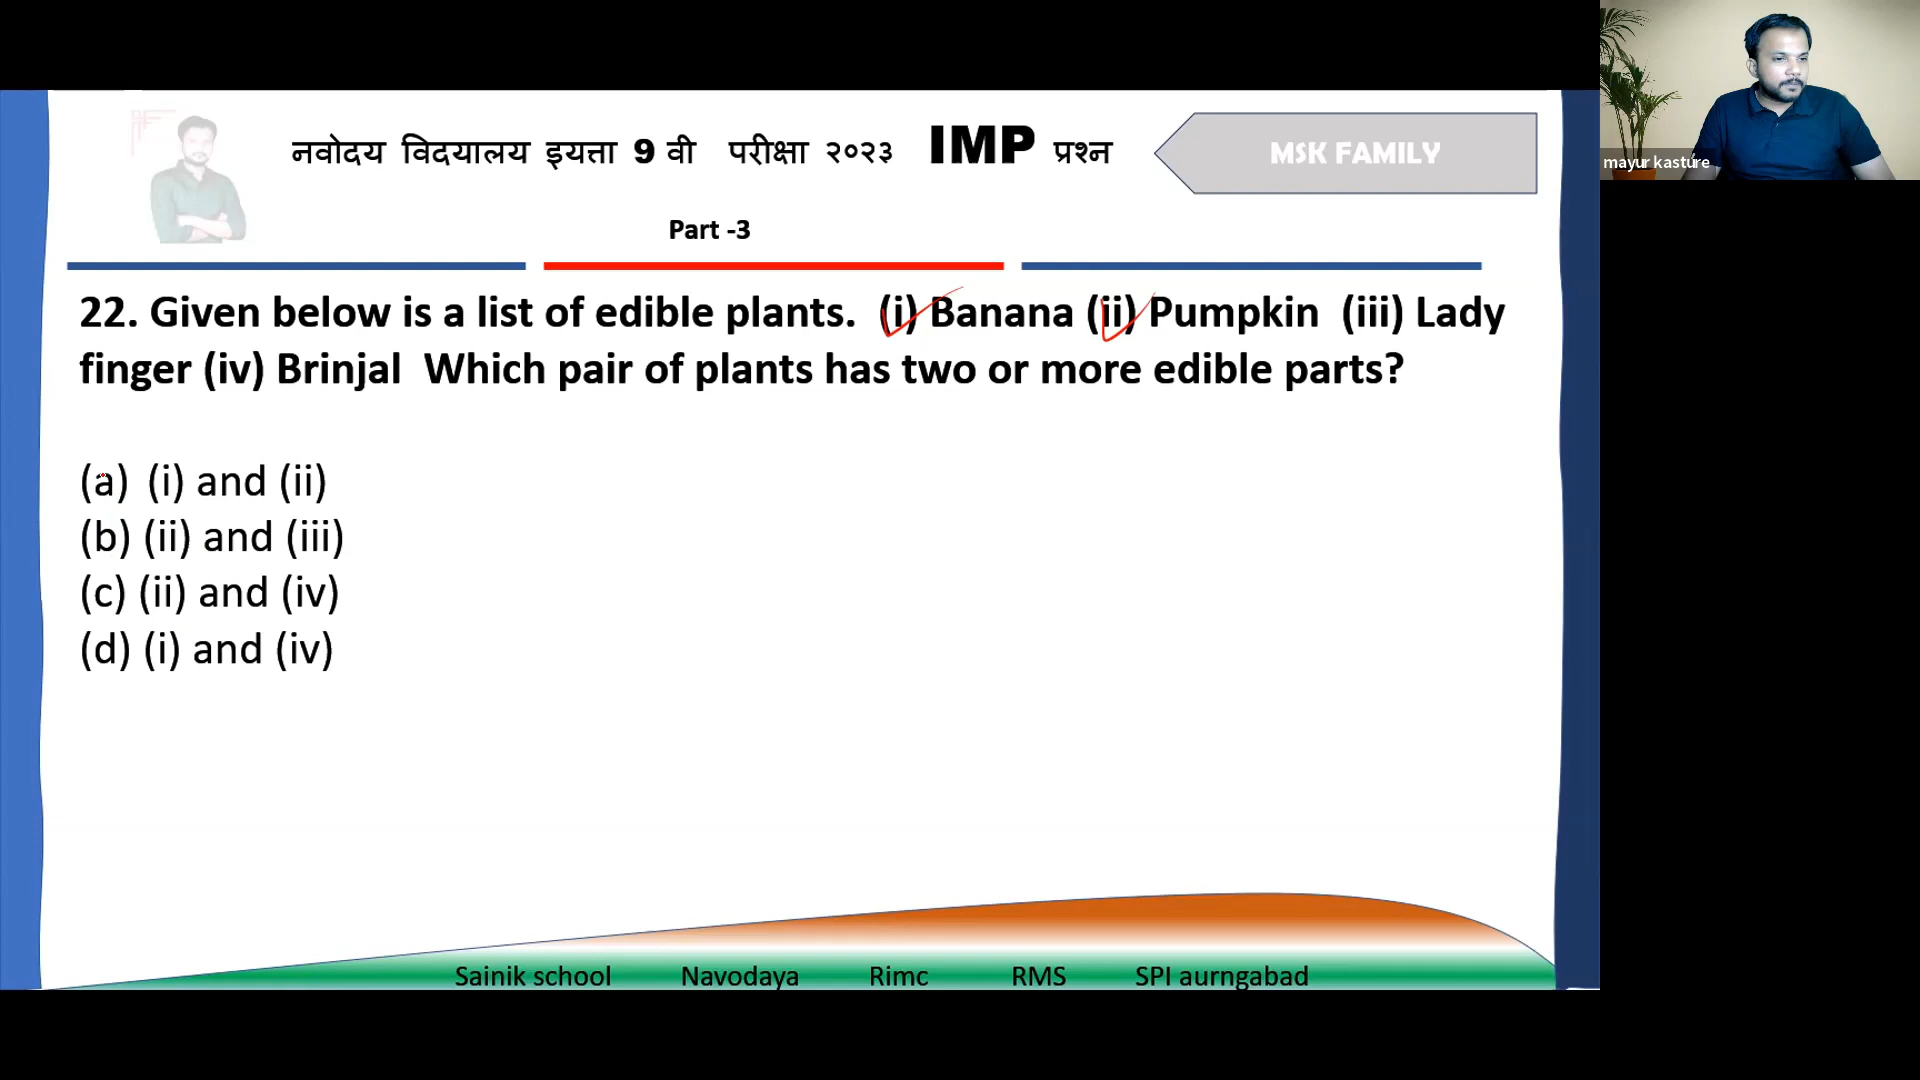 mayur kasture
नवोदय विदयालय इयत्ता 9 वी परीक्षा २०२३ IMP प्रश्न
MSK FAMILY
Part -3
22. Given below is a list of edible plants. (i) Banana (ii) Pumpkin (iii) Lady
finger (iv) Brinjal Which pair of plants has two or more edible parts?
(a) (i) and (ii)
(b) (ii) and (iii)
(c) (ii) and (iv)
(d) (i) and (iv)
Sainik school Navodaya Rimc RMS SPI aurngabad